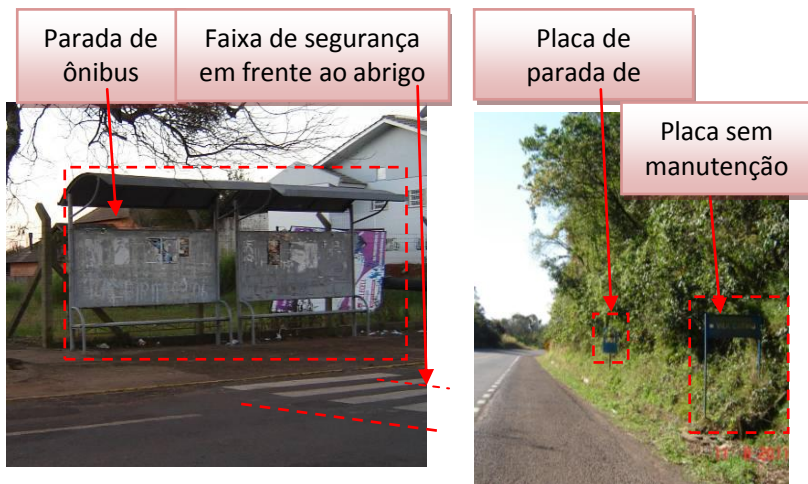 Parada de
ônibus
Faixa de segurança
em frente ao abrigo
Placa de
parada de
Placa sem
manutenção